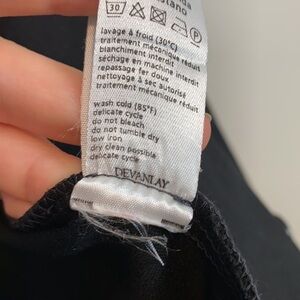 30 P
lavage à froid (30°C)
traitement mécanique réduit
blanchiment interdit
séchage en machine interdit
repassage fer doux
nettoyage à sec autorisé
traitement mécanique réduit
wash cold (85°F)
delicate cycle
do not bleach
do not tumble dry
low iron
dry clean possible
delicate cycle
DEVANLAY